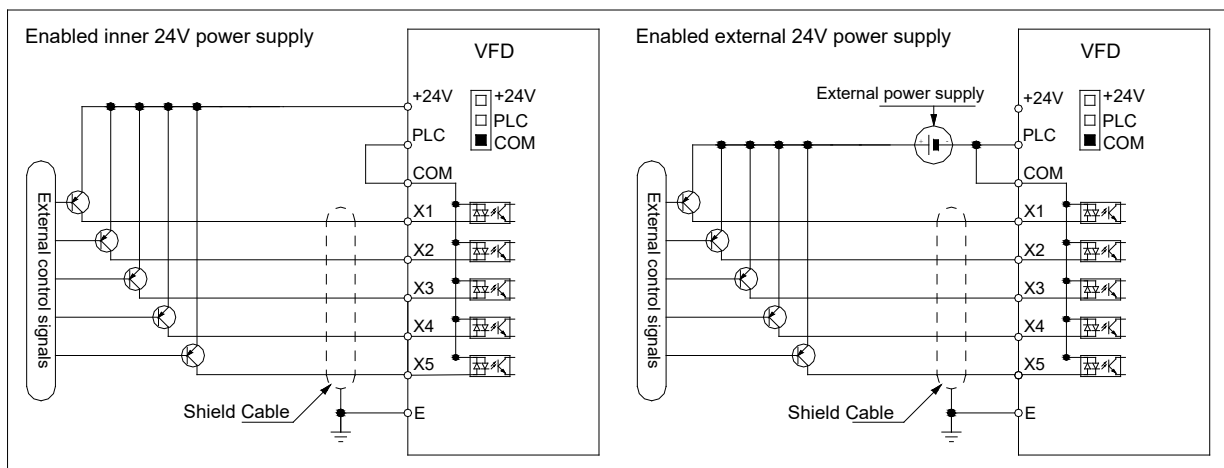 Enabled inner 24V power supply
VFD
+24V
+24V
PLC
COM
PLC
COM
X1
X2
X3
X4
X5
E
External control signals
Shield Cable
Enabled external 24V power supply
VFD
External power supply
+24V
+24V
PLC
COM
PLC
COM
X1
X2
X3
X4
X5
E
External control signals
Shield Cable